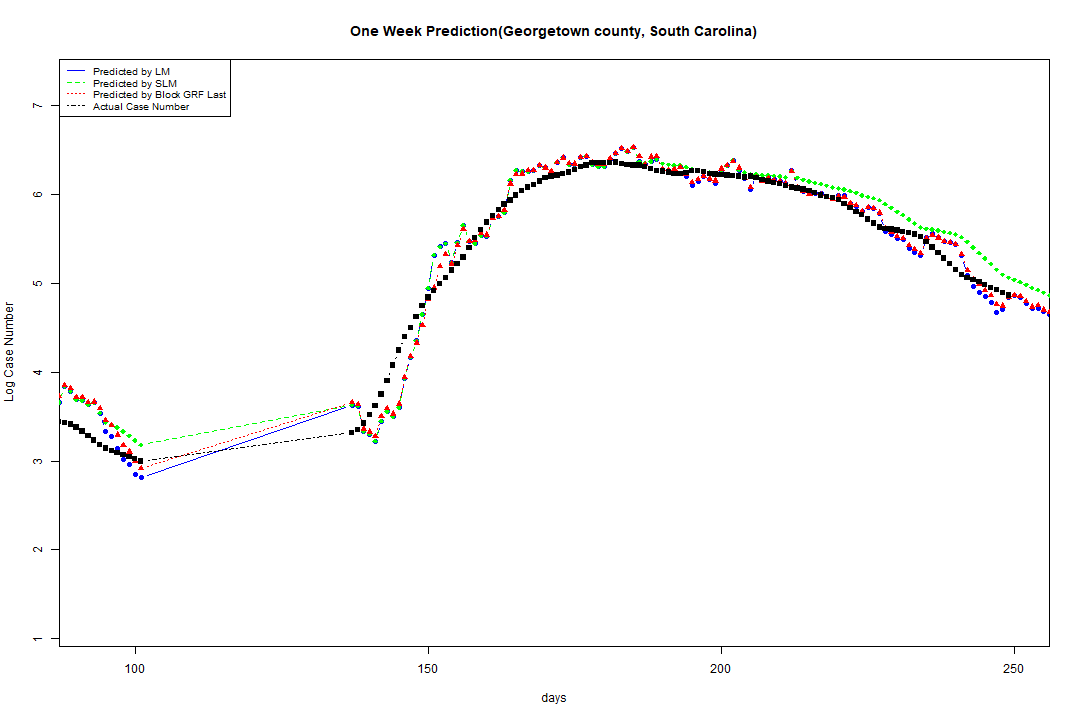 One Week Prediction(Georgetown county, South Carolina)
Predicted by LM
Predicted by SLM
Predicted by Block GRF Last
Actual Case Number
7
6
5
4
3
2
1
Log Case Number
100 150 200 250
days